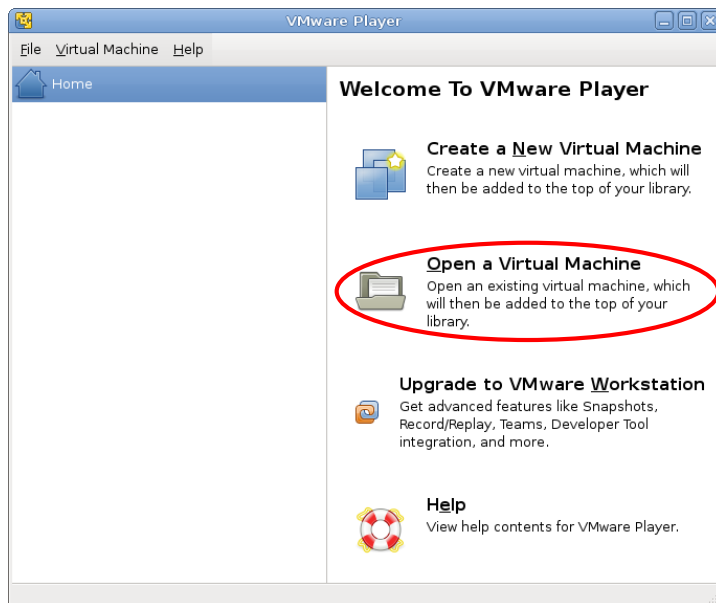 VMware Player
File Virtual Machine Help
Home
Welcome To VMware Player
Create a New Virtual Machine
Create a new virtual machine, which will
then be added to the top of your library.
Open a Virtual Machine
Open an existing virtual machine, which
will then be added to the top of your
library.
Upgrade to VMware Workstation
Get advanced features like Snapshots,
Record/Replay, Teams, Developer Tool
integration, and more.
Help
View help contents for VMware Player.